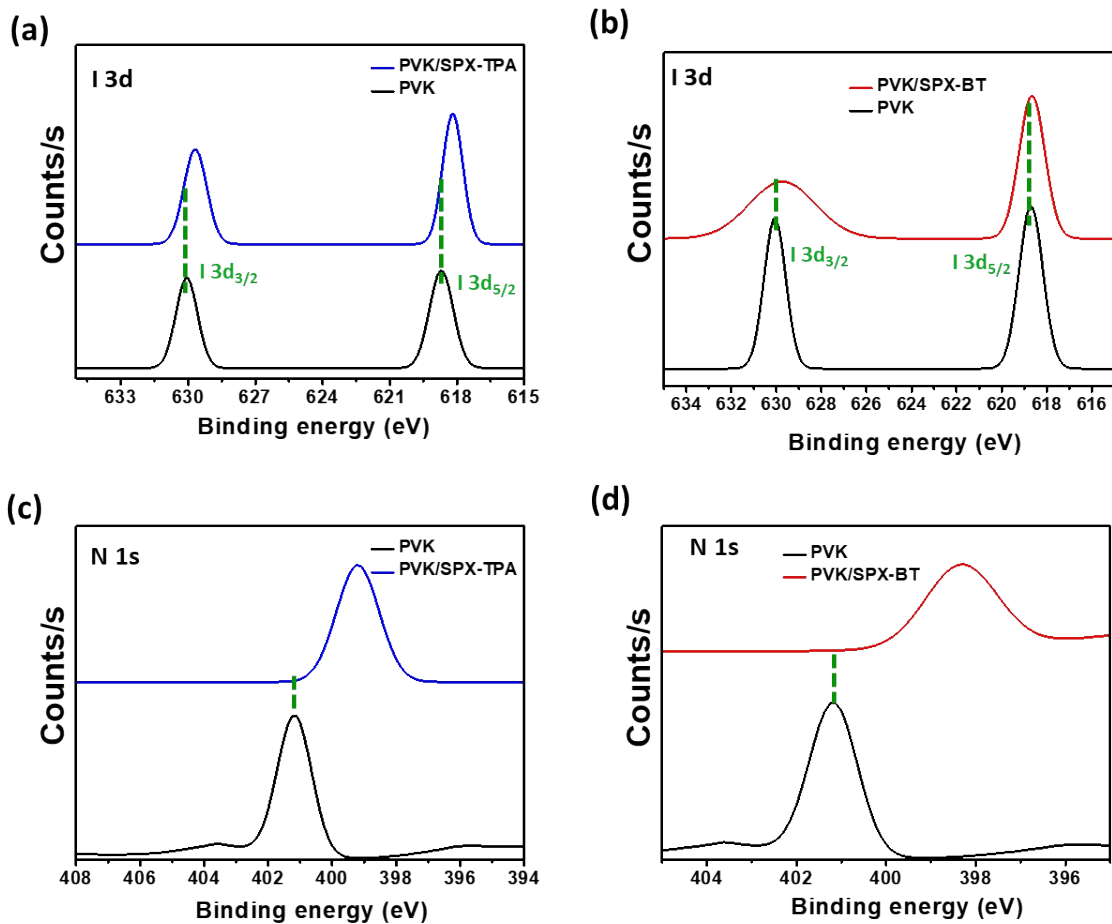 (a)
I 3d
PVK/SPX-TPA
PVK
I 3d3/2
I 3d5/2
Counts/s
633 630 627 624 621 618 615
Binding energy (eV)
(b)
I 3d
PVK/SPX-BT
PVK
I 3d3/2
I 3d5/2
Counts/s
634 632 630 628 626 624 622 620 618 616
Binding energy (eV)
(c)
N 1s
PVK
PVK/SPX-TPA
Counts/s
408 406 404 402 400 398 396 394
Binding energy (eV)
(d)
N 1s
PVK
PVK/SPX-BT
Counts/s
404 402 400 398 396
Binding energy (eV)